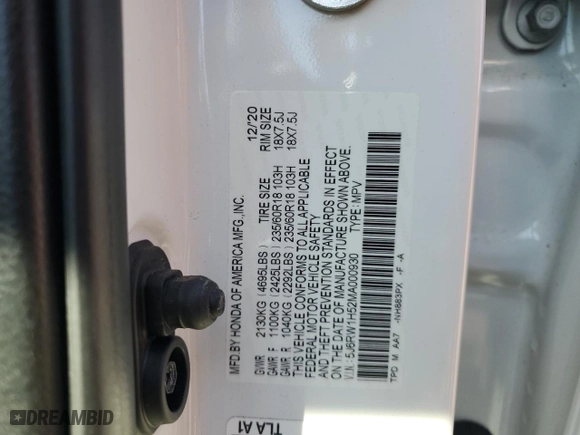 MFD.BY HONDA OF AMERICA MFG.,INC. 12/'20
GVWR 2130KG(4695LBS) TIRE SIZE RIM SIZE
GAWR F 1100KG(2425LBS)235/60R18 103H 18X7.5J
GAWR R 1040KG(2292LBS)235/60R18 103H 18X7.5J
THIS VEHICLE CONFORMS TO ALL APPLICABLE
FEDERAL MOTOR VEHICLE SAFETY
AND THEFT PREVENTION STANDARDS IN EFFECT
ON THE DATE OF MANUFACTURE SHOWN ABOVE.
V.I.N.:5J6RW1H52MA000930 TYPE:MPV
TPD M AA7 -NH883PX -F -A
TLA A1
DREAMBID